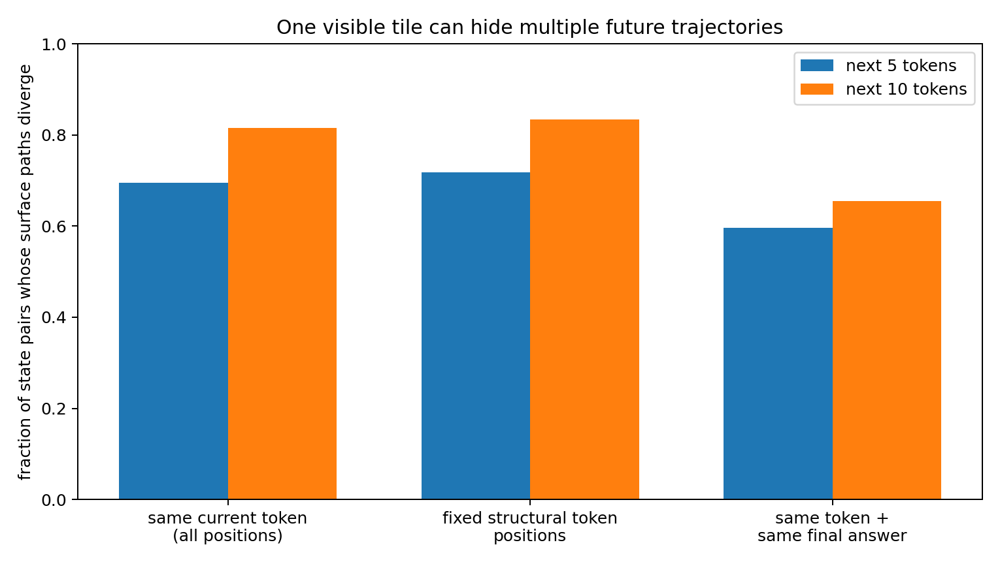 One visible tile can hide multiple future trajectories
fraction of state pairs whose surface paths diverge
1.0
0.8
0.6
0.4
0.2
0.0
next 5 tokens
next 10 tokens
same current token
(all positions)
fixed structural token
positions
same token +
same final answer